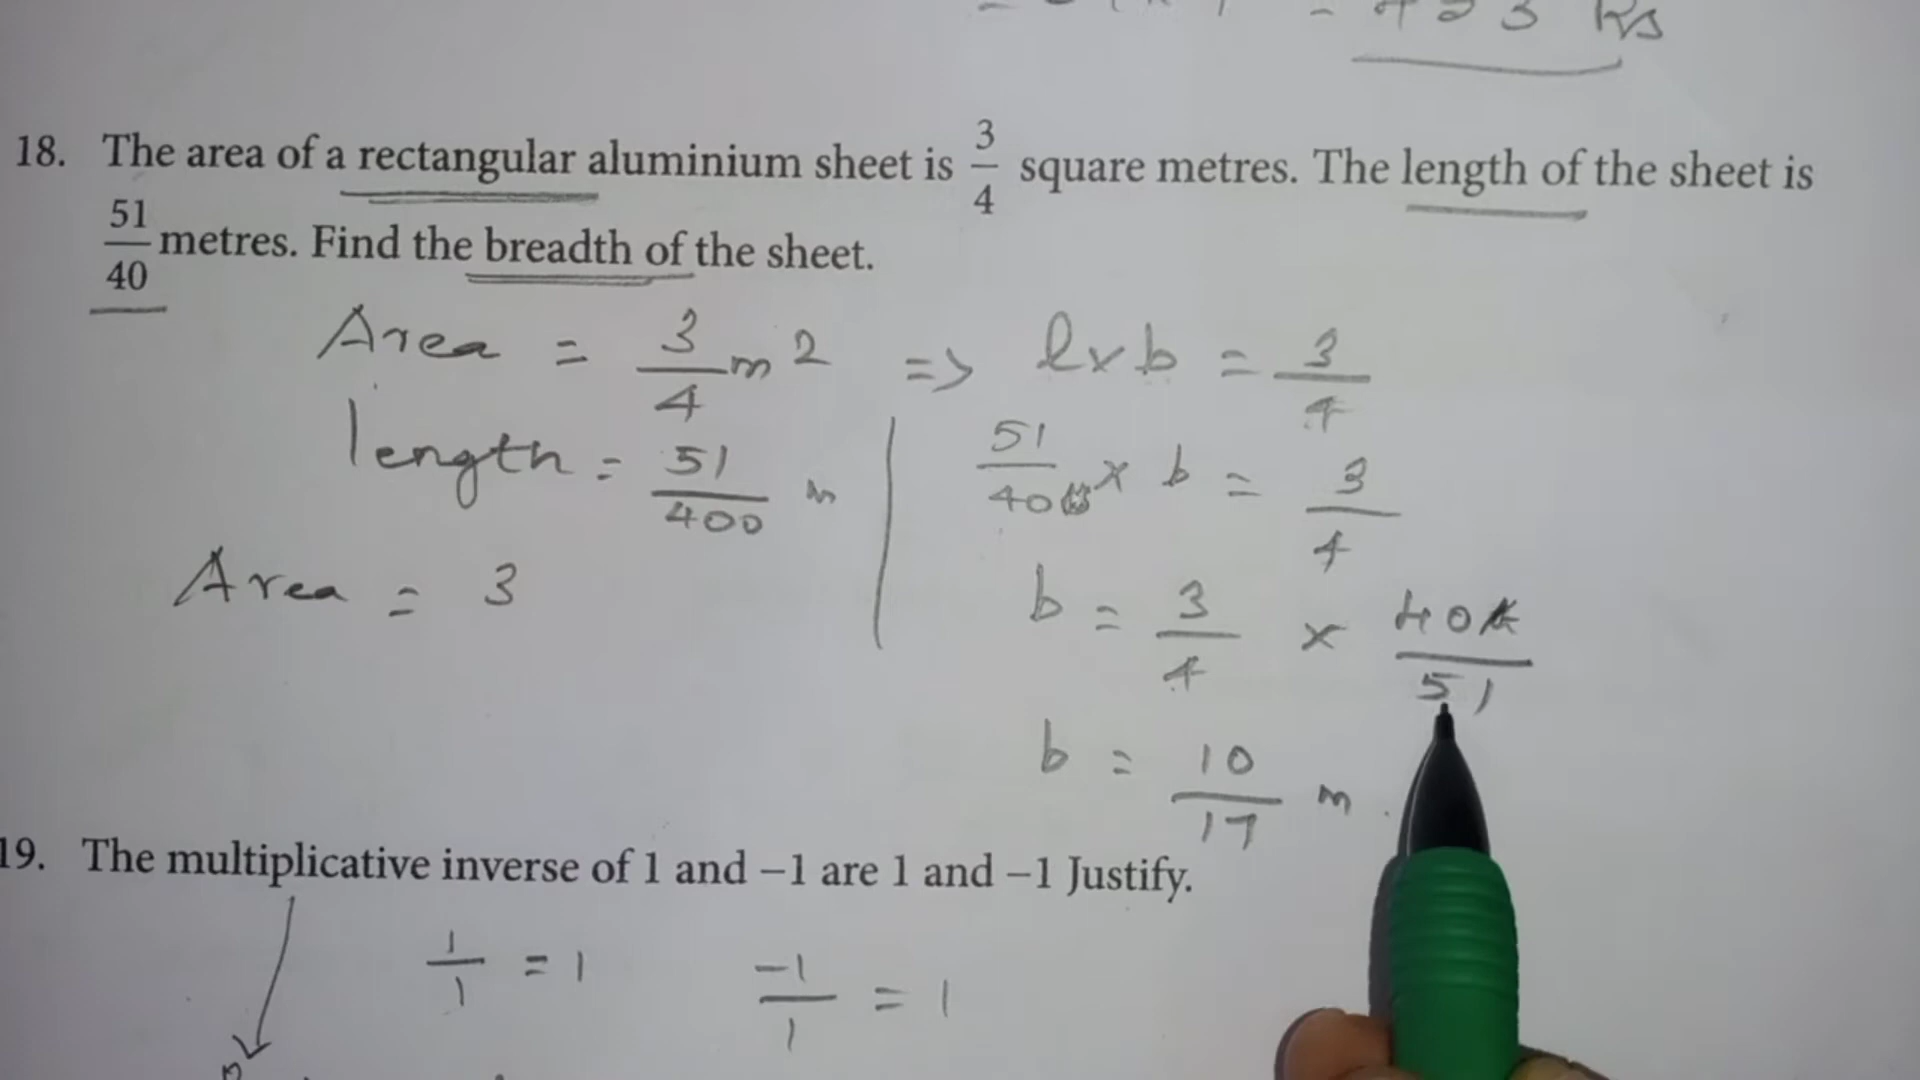 423 Rs
18. The area of a rectangular aluminium sheet is 3/4 square metres. The length of the sheet is
51/40 metres. Find the breadth of the sheet.
Area = 3/4 m² => l x b = 3/4
length = 51/400 m
51/40 x b = 3/4
Area = 3
b = 3/4 x 40/51
b = 10/17 m.
19. The multiplicative inverse of 1 and –1 are 1 and –1 Justify.
1/1 = 1
-1/1 = 1